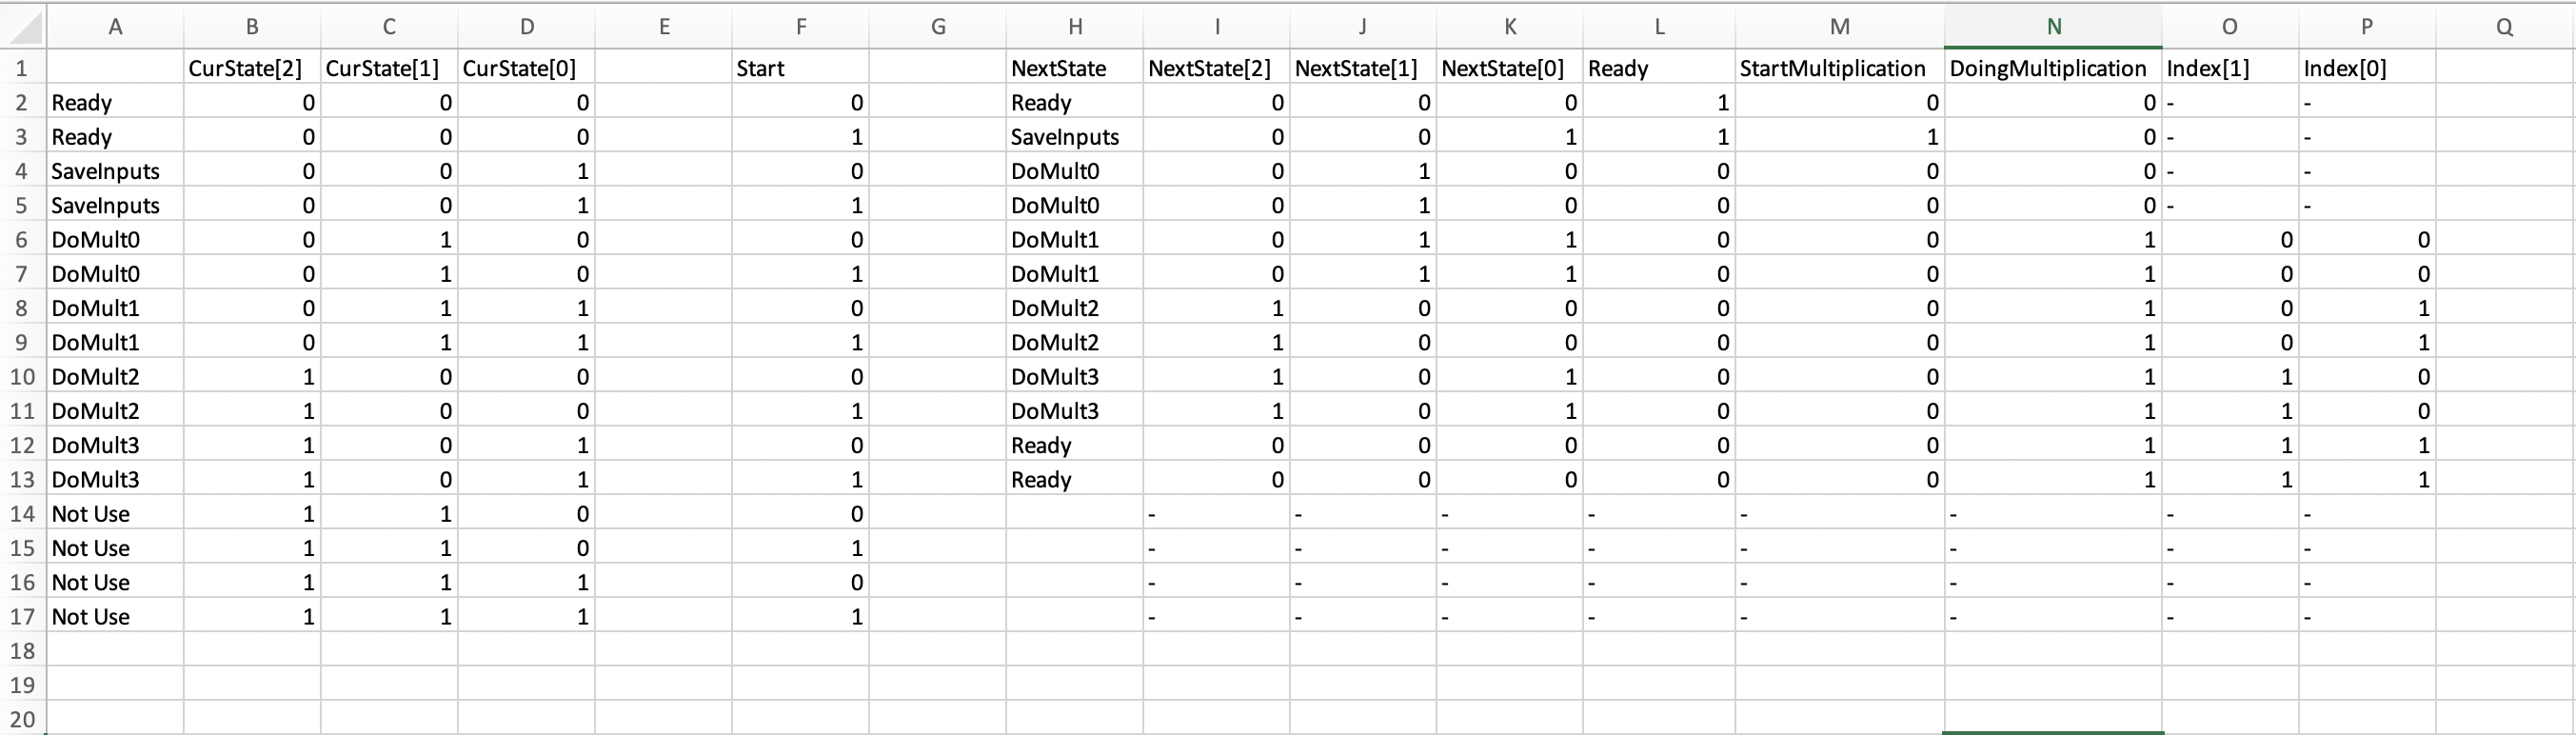 A B C D E F G H I J K L M N O P Q
1 CurState[2] CurState[1] CurState[0] Start NextState NextState[2] NextState[1] NextState[0] Ready StartMultiplication DoingMultiplication Index[1] Index[0]
2 Ready 0 0 0 0 Ready 0 0 0 1 0 0 - -
3 Ready 0 0 0 1 SaveInputs 0 0 1 1 1 0 - -
4 SaveInputs 0 0 1 0 DoMult0 0 1 0 0 0 0 - -
5 SaveInputs 0 0 1 1 DoMult0 0 1 0 0 0 0 - -
6 DoMult0 0 1 0 0 DoMult1 0 1 1 0 0 1 0 0
7 DoMult0 0 1 0 1 DoMult1 0 1 1 0 0 1 0 0
8 DoMult1 0 1 1 0 DoMult2 1 0 0 0 0 1 0 1
9 DoMult1 0 1 1 1 DoMult2 1 0 0 0 0 1 0 1
10 DoMult2 1 0 0 0 DoMult3 1 0 1 0 0 1 1 0
11 DoMult2 1 0 0 1 DoMult3 1 0 1 0 0 1 1 0
12 DoMult3 1 0 1 0 Ready 0 0 0 0 0 1 1 1
13 DoMult3 1 0 1 1 Ready 0 0 0 0 0 1 1 1
14 Not Use 1 1 0 0 - - - - - - - -
15 Not Use 1 1 0 1 - - - - - - - -
16 Not Use 1 1 1 0 - - - - - - - -
17 Not Use 1 1 1 1 - - - - - - - -
18
19
20